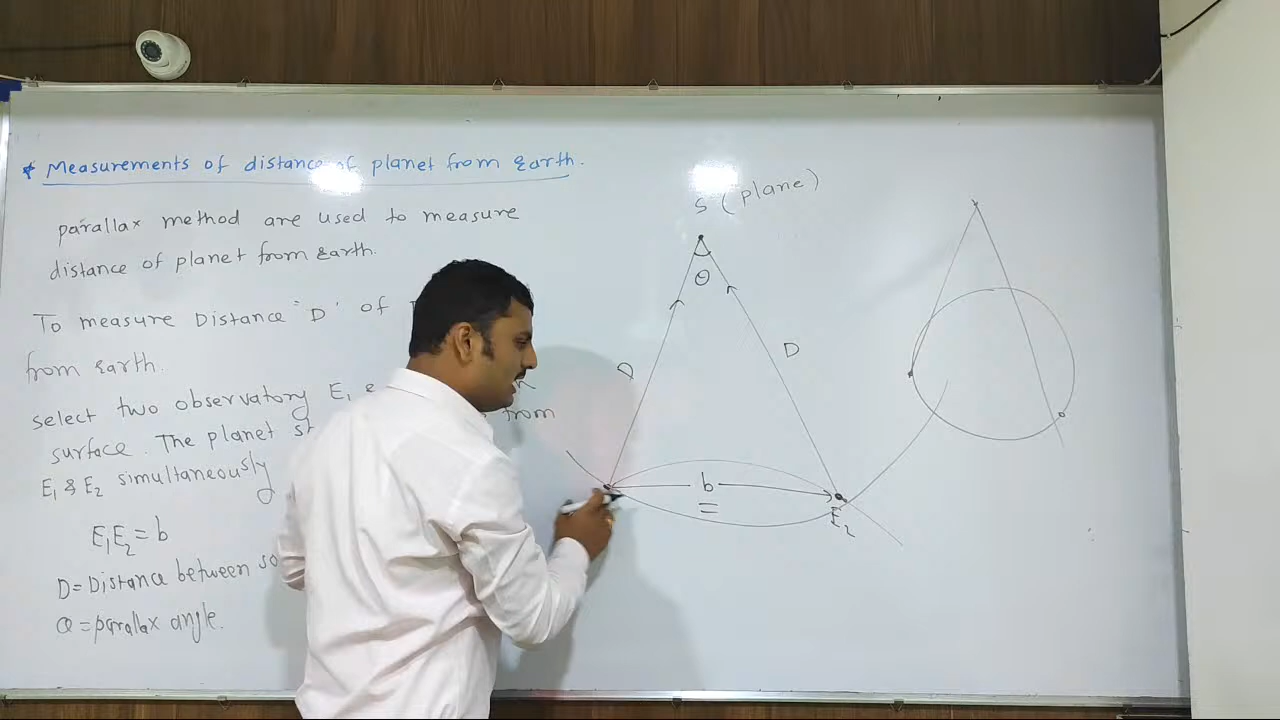 * Measurements of distance of planet from Earth.
parallax method are used to measure
distance of planet from Earth.
To measure Distance 'D' of
from Earth.
select two observatory E₁
from
surface. The planet
E₁ & E₂ simultaneously
E₁E₂ = b
D = Distance between
θ = parallax angle.
S (plane)
θ
D
D
b
E₂